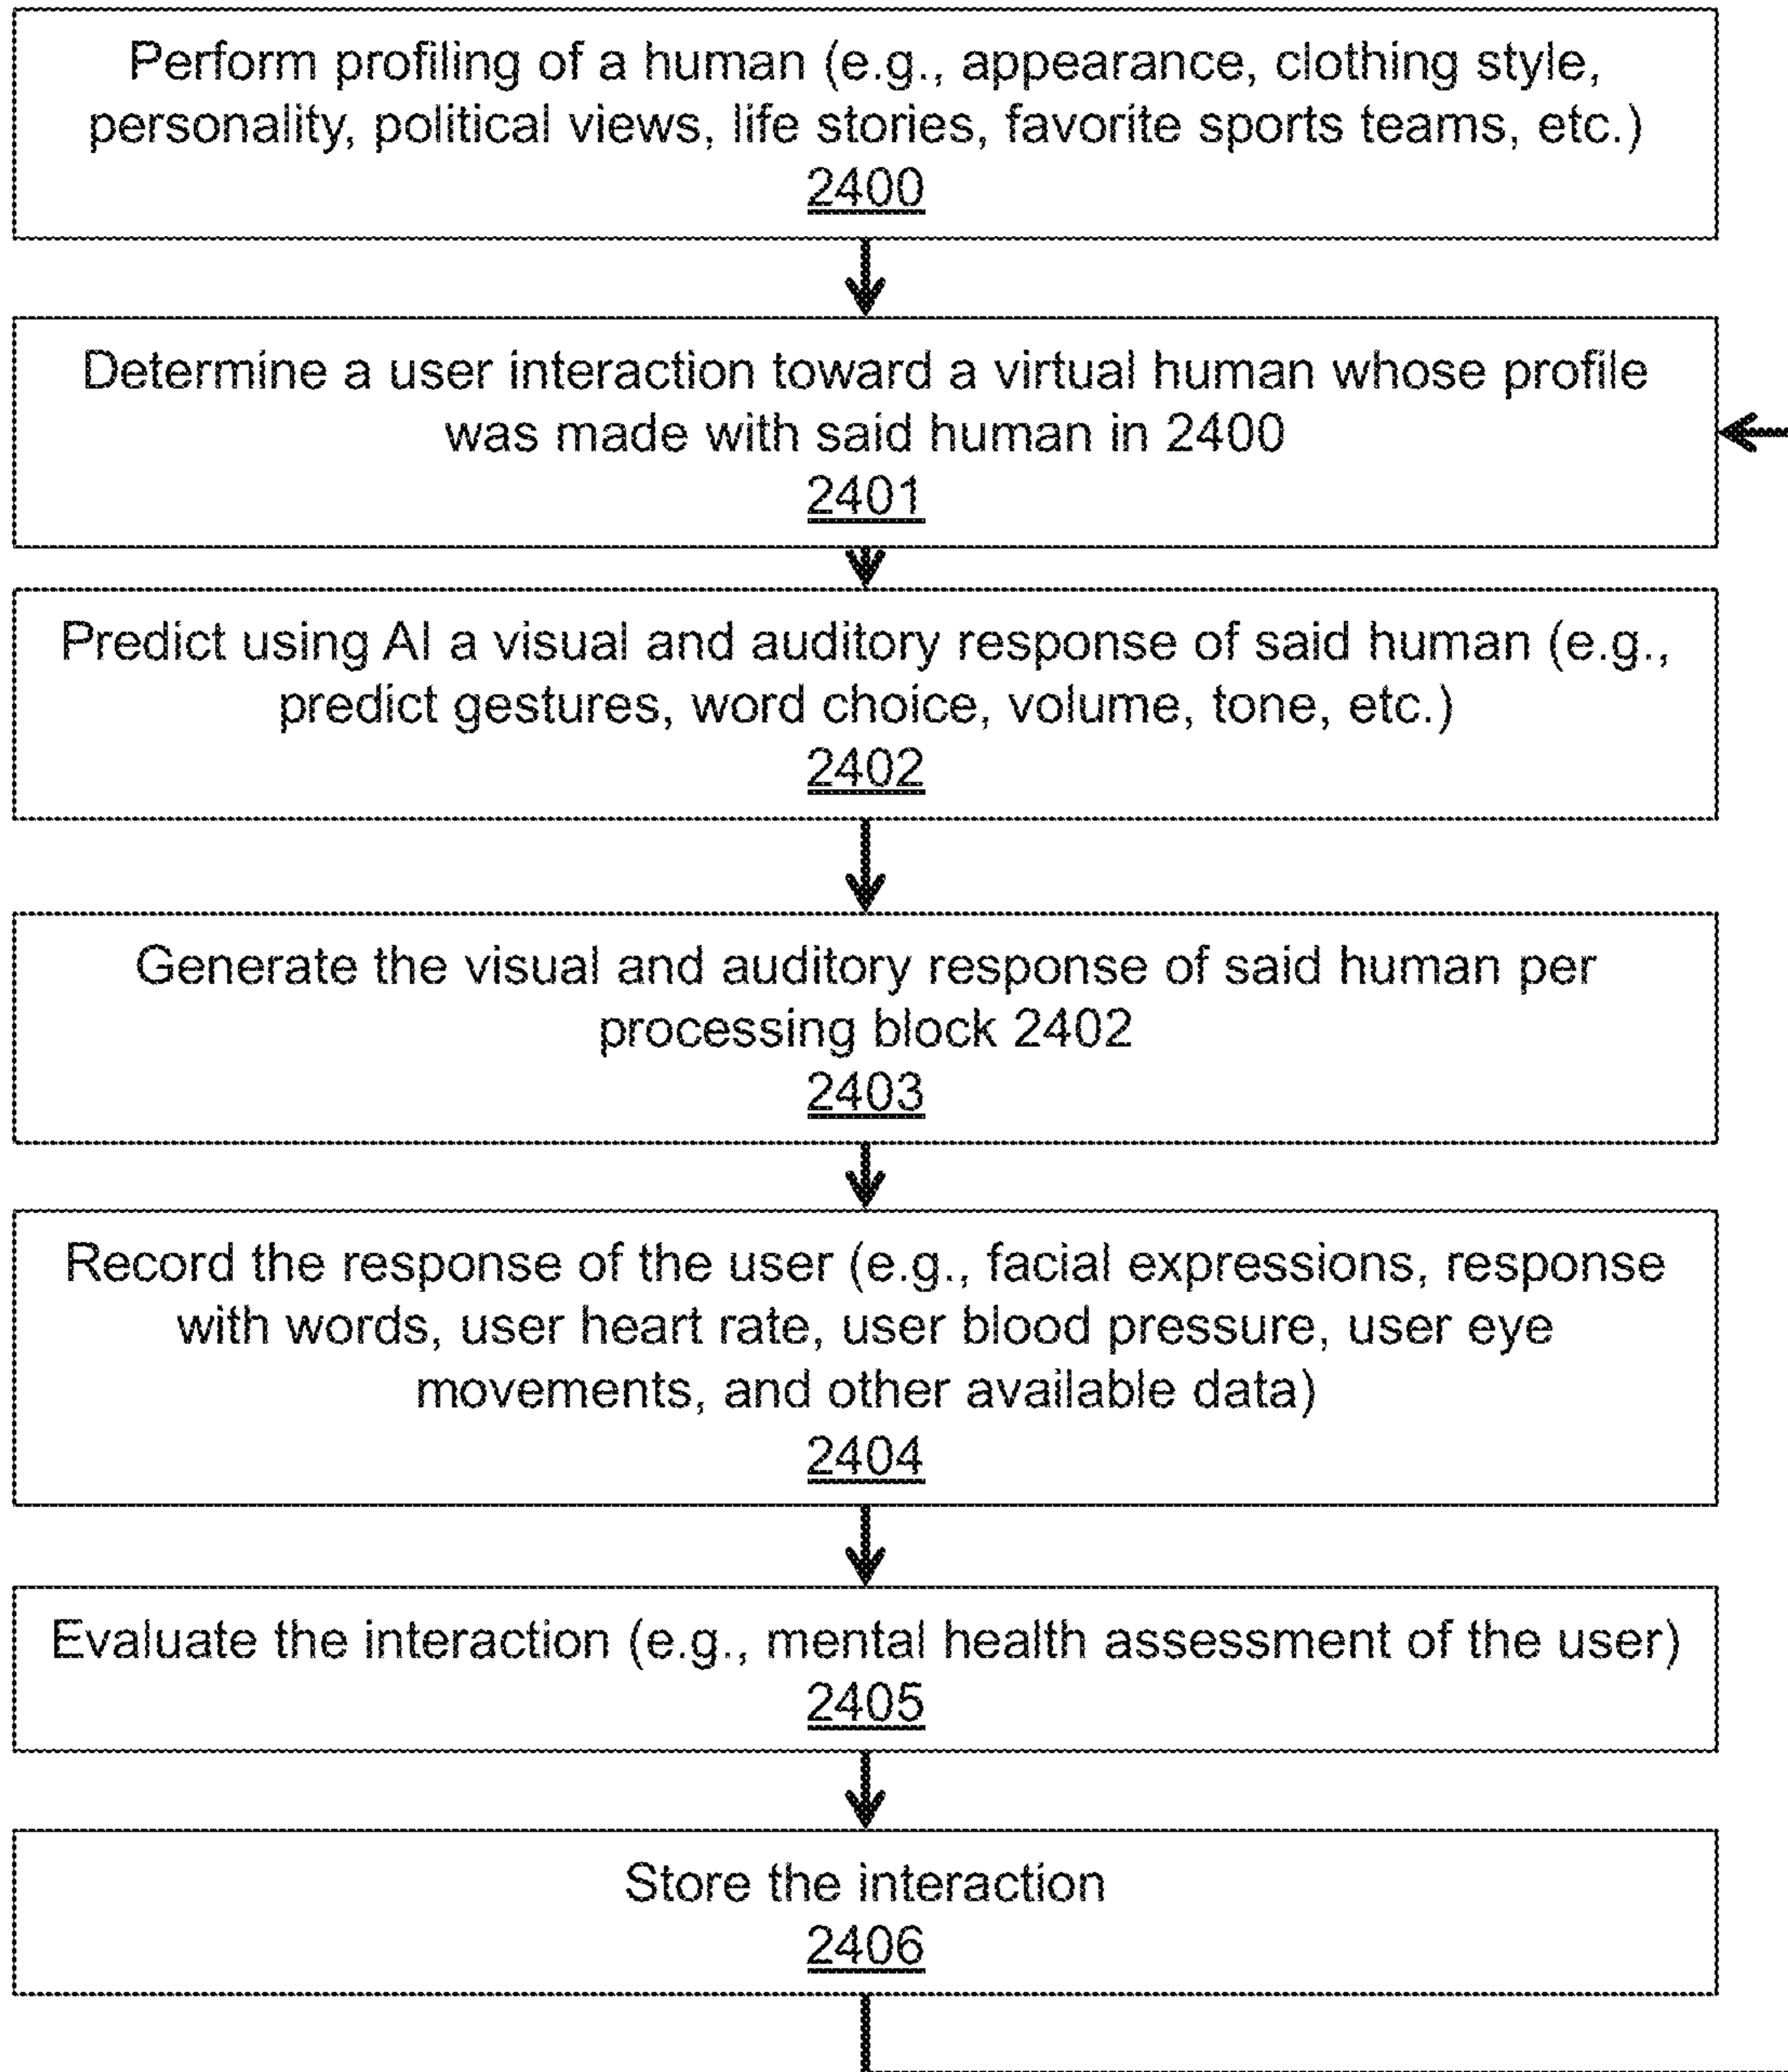 Perform profiling of a human (e.g., appearance, clothing style,
personality, political views, life stories, favorite sports teams, etc.)
2400
Determine a user interaction toward a virtual human whose profile
was made with said human in 2400
2401
Predict using AI a visual and auditory response of said human (e.g.,
predict gestures, word choice, volume, tone, etc.)
2402
Generate the visual and auditory response of said human per
processing block 2402
2403
Record the response of the user (e.g., facial expressions, response
with words, user heart rate, user blood pressure, user eye
movements, and other available data)
2404
Evaluate the interaction (e.g., mental health assessment of the user)
2405
Store the interaction
2406